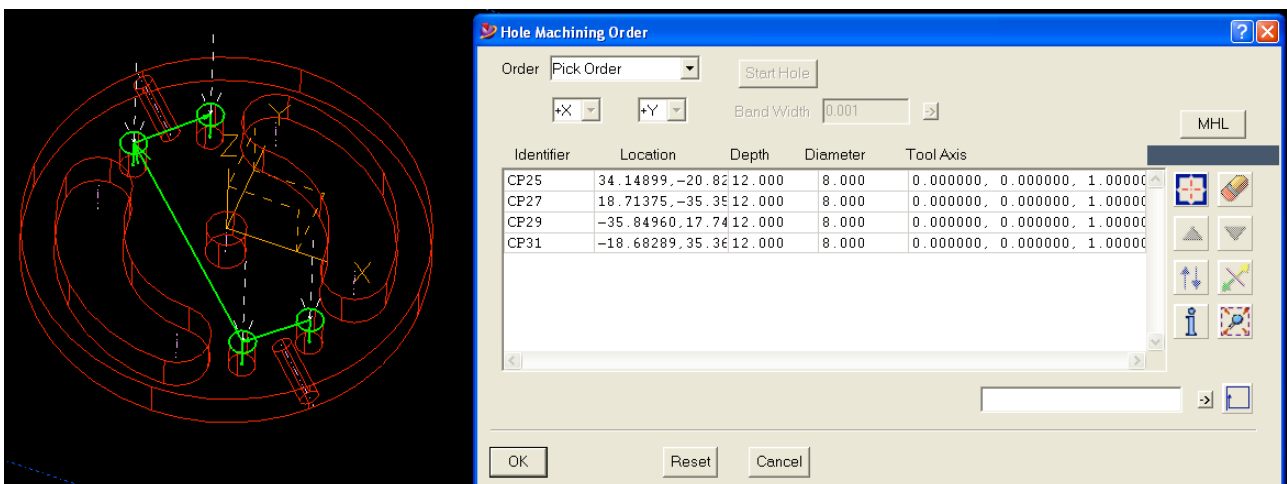 Hole Machining Order
Order Pick Order Start Hole
+X +Y Band Width 0.001 ->
MHL
Identifier Location Depth Diameter Tool Axis
CP25 34.14899,-20.82 12.000 8.000 0.000000, 0.000000, 1.00000
CP27 18.71375,-35.35 12.000 8.000 0.000000, 0.000000, 1.00000
CP29 -35.84960,17.74 12.000 8.000 0.000000, 0.000000, 1.00000
CP31 -18.68289,35.36 12.000 8.000 0.000000, 0.000000, 1.00000
->
OK Reset Cancel
Y
Z
X